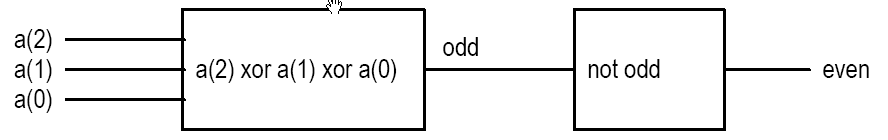 a(2)
a(1)
a(0)
a(2) xor a(1) xor a(0)
odd
not odd
even